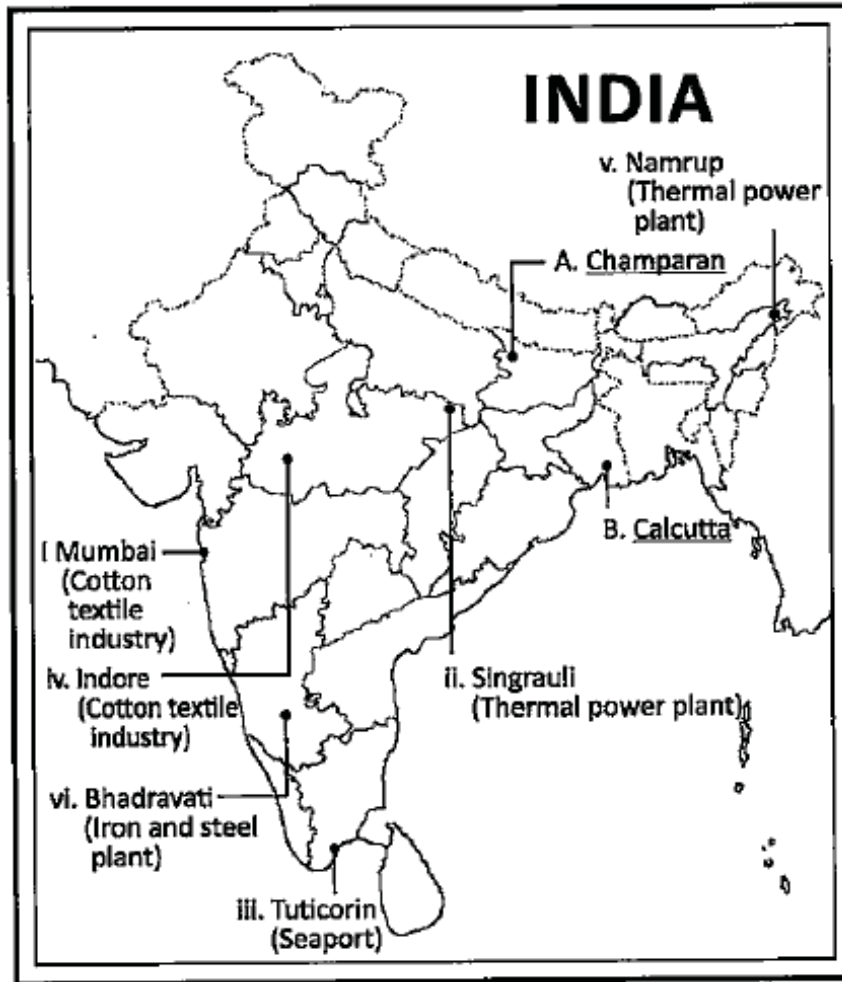 INDIA
v. Namrup
(Thermal power
plant)
A. Champaran
B. Calcutta
I Mumbai
(Cotton
textile
industry)
iv. Indore
(Cotton textile
industry)
ii. Singrauli
(Thermal power plant)
vi. Bhadravati
(Iron and steel
plant)
iii. Tuticorin
(Seaport)